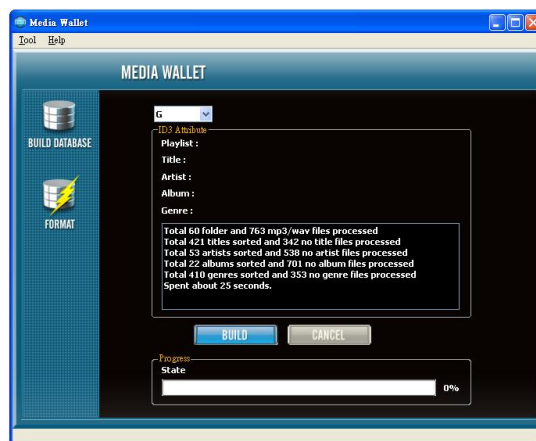 Media Wallet
Tool Help
MEDIA WALLET
G
ID3 Attribute
BUILD DATABASE
Playlist :
Title :
Artist :
Album :
Genre :
FORMAT
Total 60 folder and 763 mp3/wav files processed
Total 421 titles sorted and 342 no title files processed
Total 53 artists sorted and 538 no artist files processed
Total 22 albums sorted and 701 no album files processed
Total 410 genres sorted and 353 no genre files processed
Spent about 25 seconds.
BUILD CANCEL
Progress
State
0%